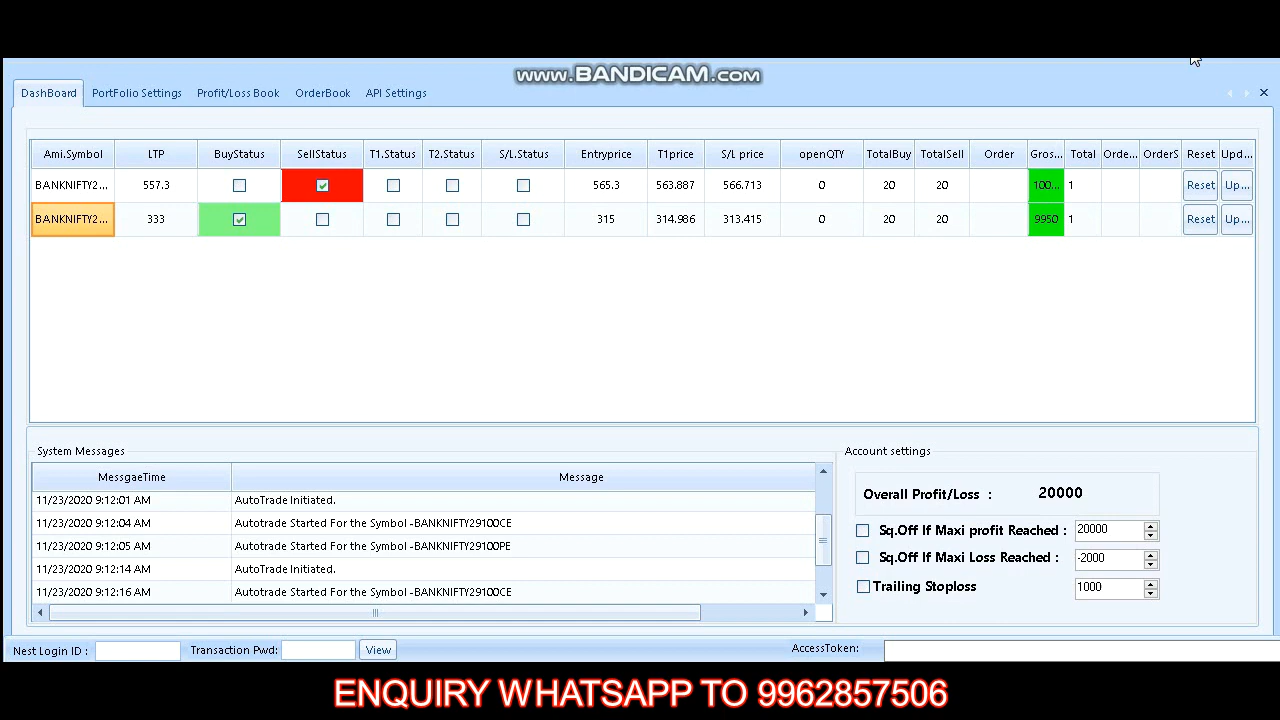 www.BANDICAM.com
DashBoard PortFolio Settings Profit/Loss Book OrderBook API Settings
Ami.Symbol LTP BuyStatus SellStatus T1.Status T2.Status S/L.Status Entryprice T1price S/L price openQTY TotalBuy TotalSell Order Gros... Total Orde... OrderS Reset Upd...
BANKNIFTY2... 557.3 565.3 563.887 566.713 0 20 20 100... 1 Reset Up...
BANKNIFTY2... 333 315 314.986 313.415 0 20 20 9950 1 Reset Up...
System Messages
MessgaeTime Message
11/23/2020 9:12:01 AM AutoTrade Initiated.
11/23/2020 9:12:04 AM Autotrade Started For the Symbol -BANKNIFTY29100CE
11/23/2020 9:12:05 AM Autotrade Started For the Symbol -BANKNIFTY29100PE
11/23/2020 9:12:14 AM AutoTrade Initiated.
11/23/2020 9:12:16 AM Autotrade Started For the Symbol -BANKNIFTY29100CE
Account settings
Overall Profit/Loss : 20000
Sq.Off If Maxi profit Reached : 20000
Sq.Off If Maxi Loss Reached : -2000
Trailing Stoploss 1000
Nest Login ID : Transaction Pwd: View AccessToken:
ENQUIRY WHATSAPP TO 9962857506